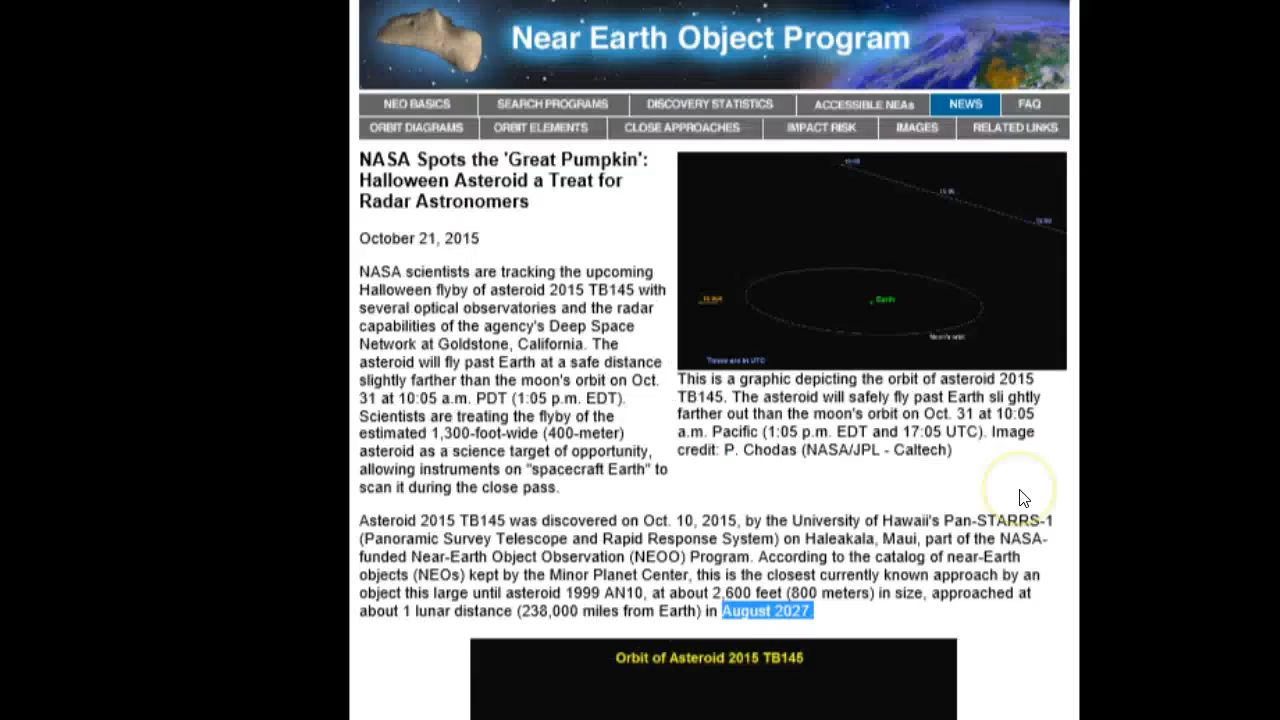 Near Earth Object Program
NEO BASICS
SEARCH PROGRAMS
DISCOVERY STATISTICS
ACCESSIBLE NEAs
NEWS
FAQ
ORBIT DIAGRAMS
ORBIT ELEMENTS
CLOSE APPROACHES
IMPACT RISK
IMAGES
RELATED LINKS
NASA Spots the 'Great Pumpkin':
Halloween Asteroid a Treat for
Radar Astronomers
October 21, 2015
NASA scientists are tracking the upcoming
Halloween flyby of asteroid 2015 TB145 with
several optical observatories and the radar
capabilities of the agency's Deep Space
Network at Goldstone, California. The
asteroid will fly past Earth at a safe distance
slightly farther than the moon's orbit on Oct.
31 at 10:05 a.m. PDT (1:05 p.m. EDT).
Scientists are treating the flyby of the
estimated 1,300-foot-wide (400-meter)
asteroid as a science target of opportunity,
allowing instruments on "spacecraft Earth" to
scan it during the close pass.
Earth
Moon's orbit
Times are in UTC
This is a graphic depicting the orbit of asteroid 2015
TB145. The asteroid will safely fly past Earth sli ghtly
farther out than the moon's orbit on Oct. 31 at 10:05
a.m. Pacific (1:05 p.m. EDT and 17:05 UTC). Image
credit: P. Chodas (NASA/JPL - Caltech)
Asteroid 2015 TB145 was discovered on Oct. 10, 2015, by the University of Hawaii's Pan-STARRS-1
(Panoramic Survey Telescope and Rapid Response System) on Haleakala, Maui, part of the NASA-
funded Near-Earth Object Observation (NEOO) Program. According to the catalog of near-Earth
objects (NEOs) kept by the Minor Planet Center, this is the closest currently known approach by an
object this large until asteroid 1999 AN10, at about 2,600 feet (800 meters) in size, approached at
about 1 lunar distance (238,000 miles from Earth) in August 2027.
Orbit of Asteroid 2015 TB145